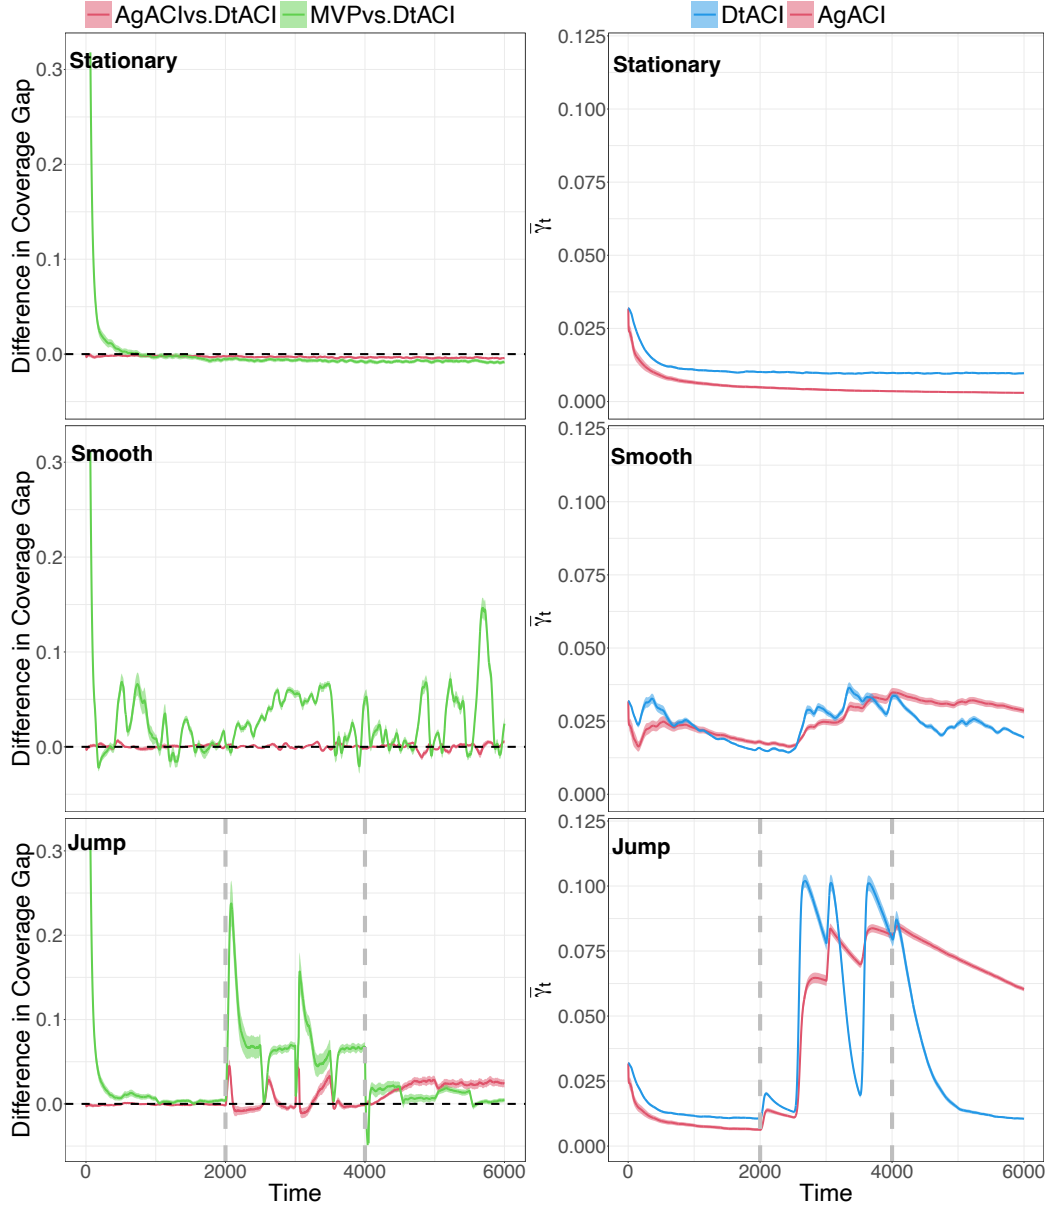 AgACIvs.DtACI MVPvs.DtACI
DtACI AgACI
Stationary
Difference in Coverage Gap
0.3
0.2
0.1
0.0
Stationary
γ̄t
0.125
0.100
0.075
0.050
0.025
0.000
Smooth
Difference in Coverage Gap
0.3
0.2
0.1
0.0
Smooth
γ̄t
0.125
0.100
0.075
0.050
0.025
0.000
Jump
Difference in Coverage Gap
0.3
0.2
0.1
0.0
0 2000 4000 6000
Time
Jump
γ̄t
0.125
0.100
0.075
0.050
0.025
0.000
0 2000 4000 6000
Time